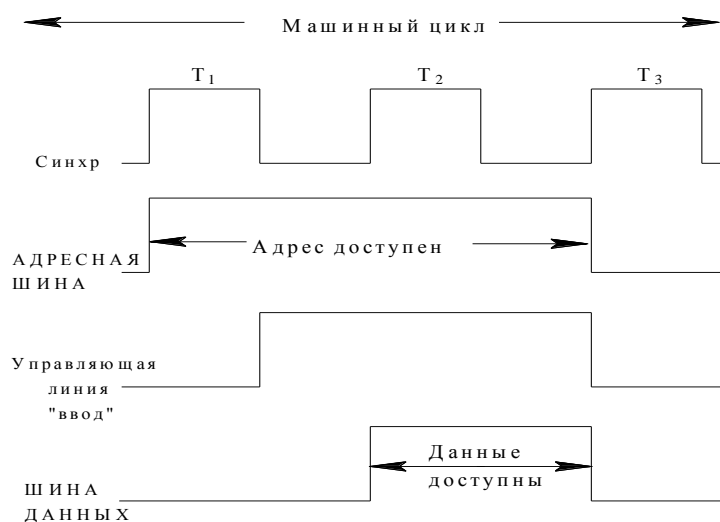 Машинный цикл
T1 T2 T3
Синхр
Адрес доступен
АДРЕСНАЯ
ШИНА
Управляющая
линия
"ввод"
Данные
доступны
ШИНА
ДАННЫХ